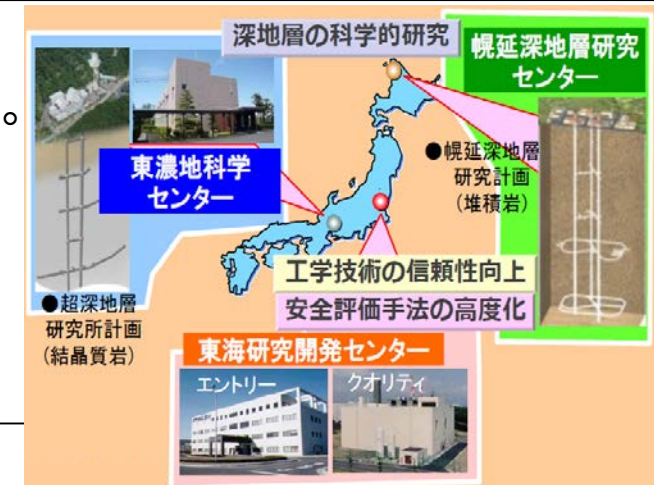 。
深地層の科学的研究
幌延深地層研究
センター
東濃地科学
センター
●幌延深地層
研究計画
(堆積岩)
工学技術の信頼性向上
安全評価手法の高度化
●超深地層
研究所計画
(結晶質岩)
東海研究開発センター
エントリー
クオリティ